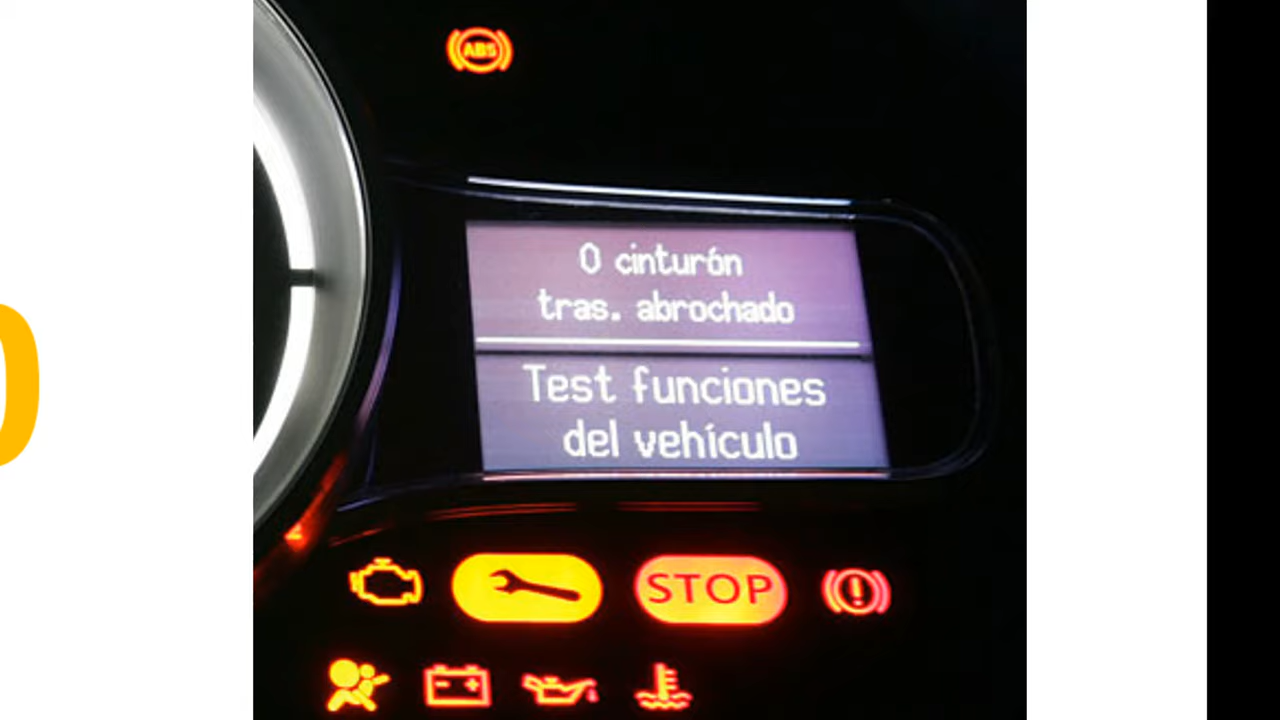 ABS
0 cinturón
tras. abrochado
Test funciones
del vehículo
STOP